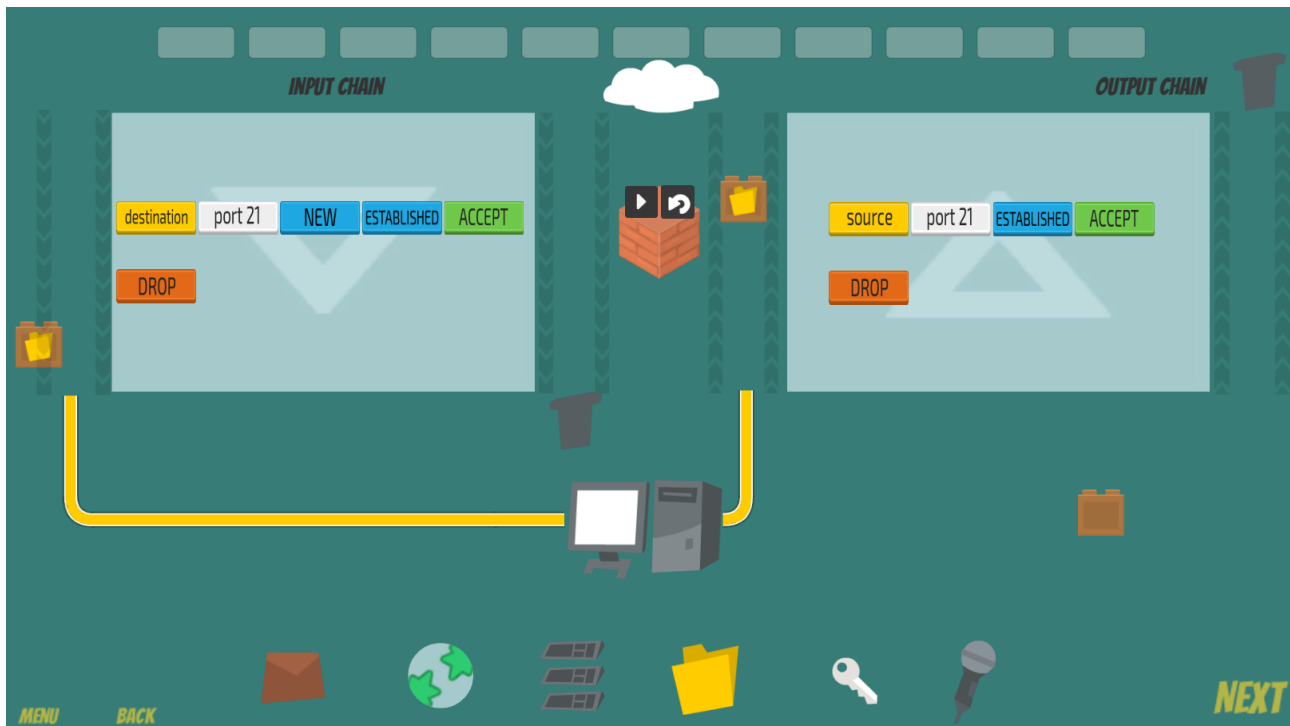 INPUT CHAIN
OUTPUT CHAIN
destination port 21 NEW ESTABLISHED ACCEPT
DROP
source port 21 ESTABLISHED ACCEPT
DROP
MENU
BACK
NEXT